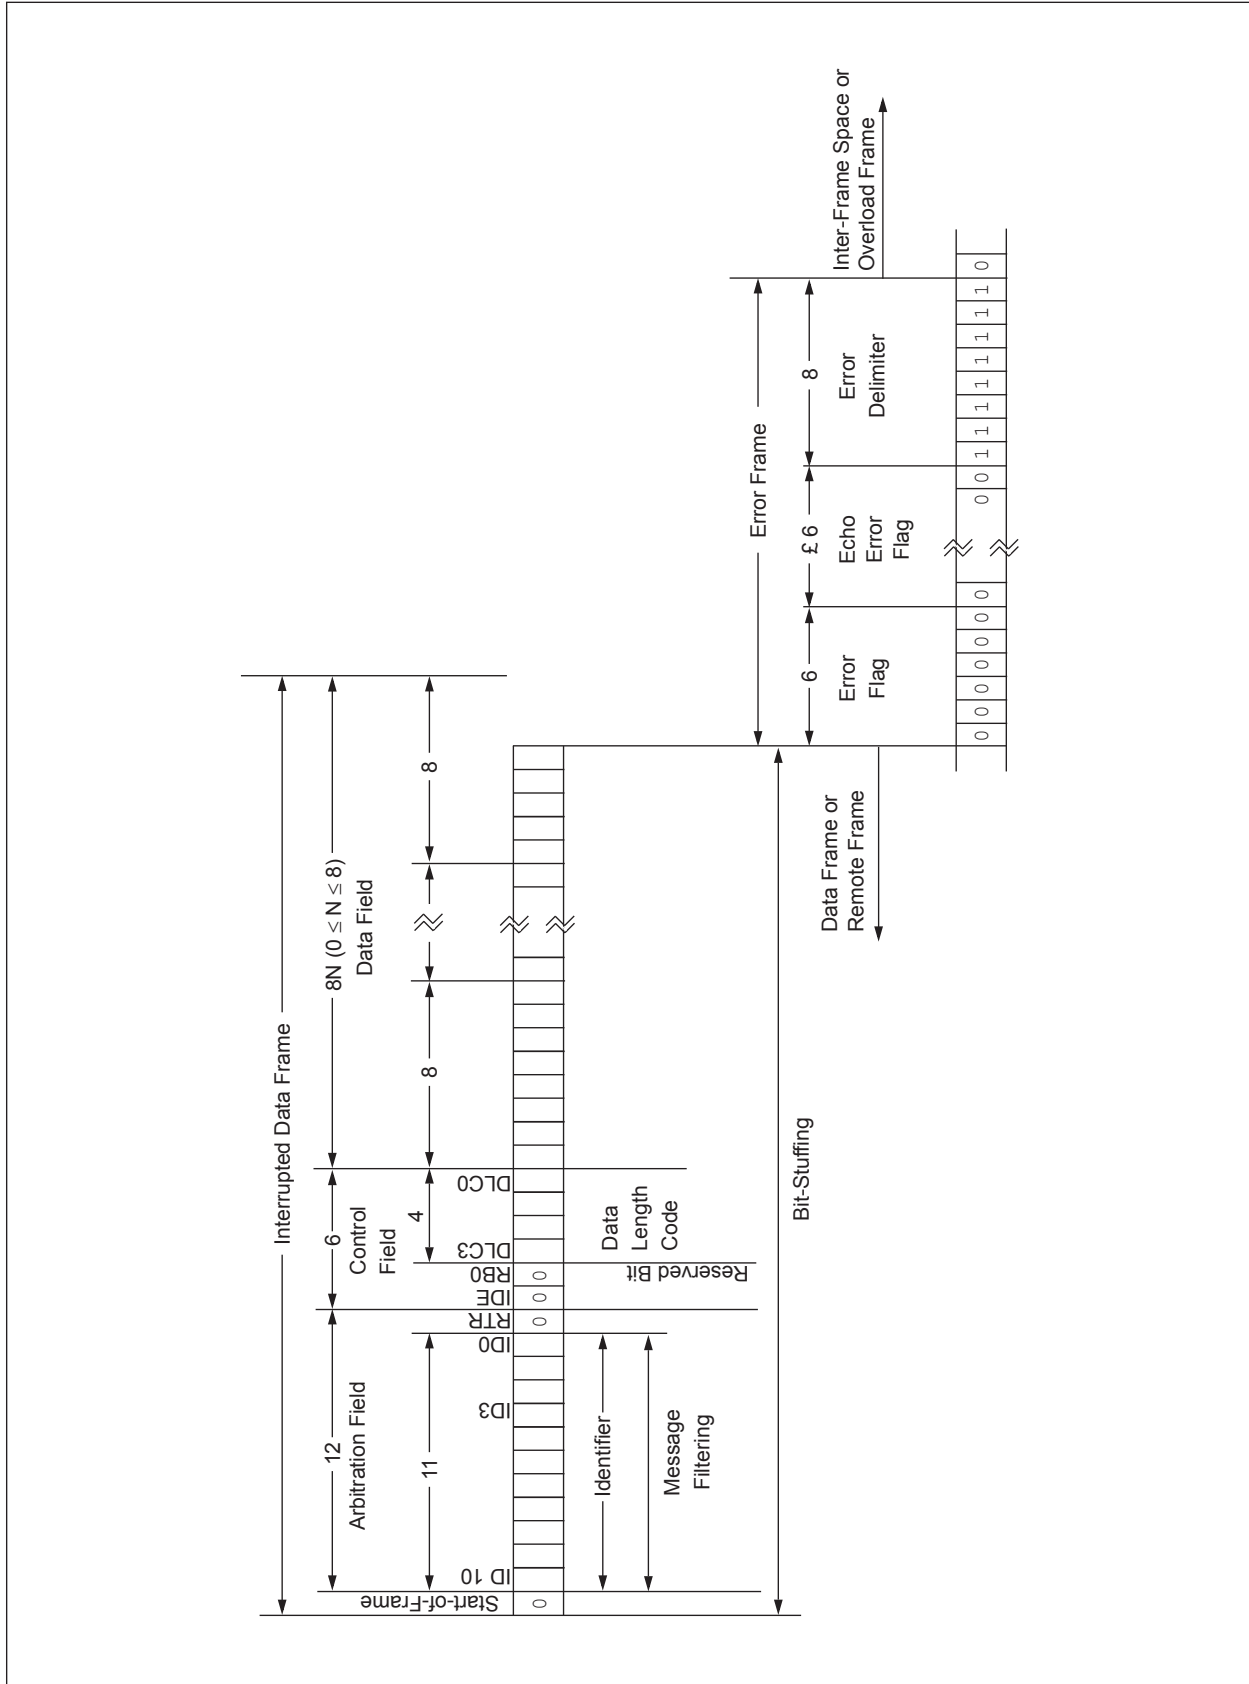 Interrupted Data Frame
12
Arbitration Field
6
Control
Field
8N (0 ≤ N ≤ 8)
Data Field
11
4
8
8
Start-of-Frame
ID 10
ID3
ID0
RTR
IDE
RB0
DLC3
DLC0
0
0
0
0
Identifier
Message
Filtering
Reserved Bit
Data
Length
Code
Bit-Stuffing
Error Frame
6
Error
Flag
£ 6
Echo
Error
Flag
8
Error
Delimiter
Data Frame or
Remote Frame
Inter-Frame Space or
Overload Frame
0 0 0 0 0 0 0 0 0 1 1 1 1 1 1 1 1 0